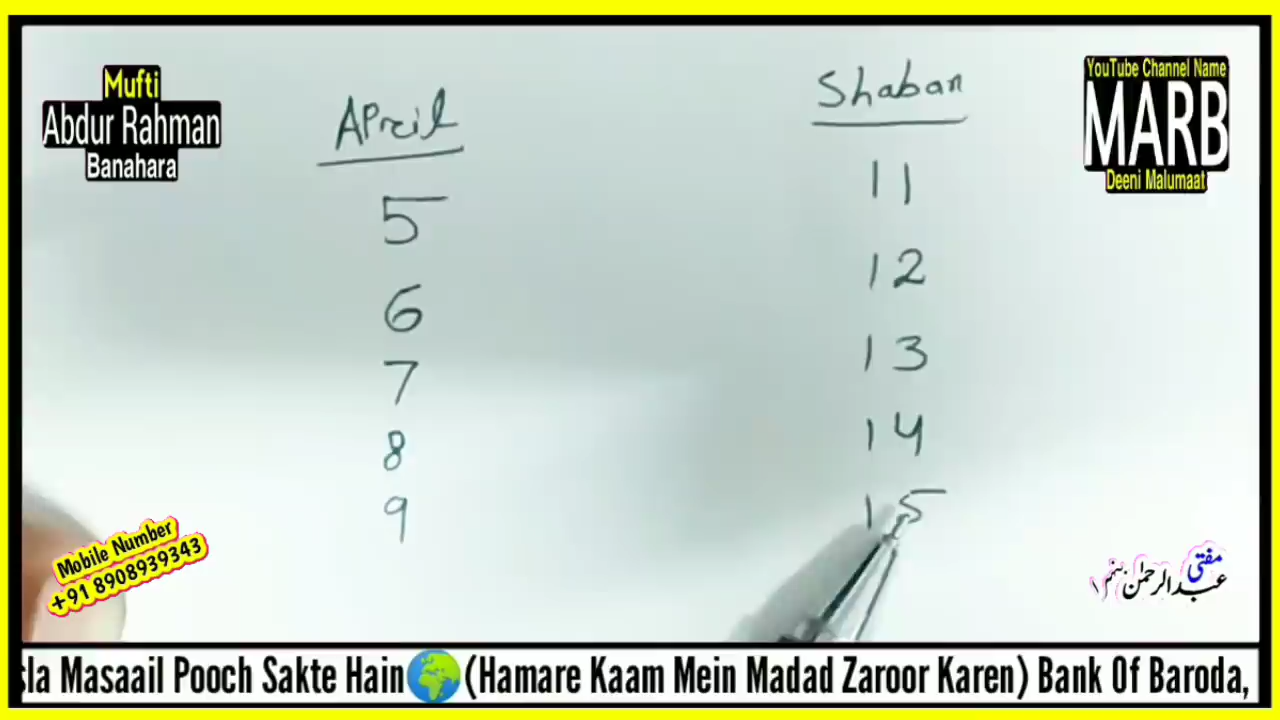 Mufti
Abdur Rahman
Banahara
YouTube Channel Name
MARB
Deeni Malumaat
April
Shaban
5
11
6
12
7
13
8
14
9
15
Mobile Number
+91 8908939343
مفتی
عبدالرحمٰن
Masaail Pooch Sakte Hain🌍(Hamare Kaam Mein Madad Zaroor Karen) Bank Of Baroda,